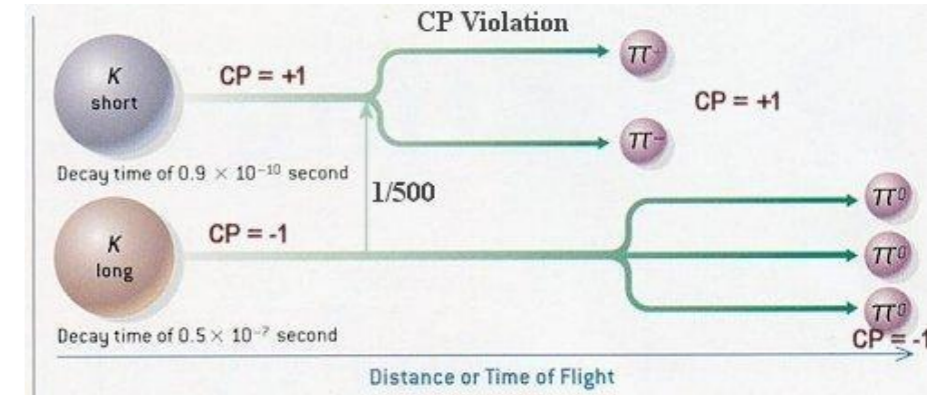 CP Violation
K
short
CP = +1
π+
CP = +1
π−
Decay time of 0.9 × 10−10 second
1/500
K
long
CP = -1
π0
π0
π0
Decay time of 0.5 × 10−7 second
CP = -1
Distance or Time of Flight